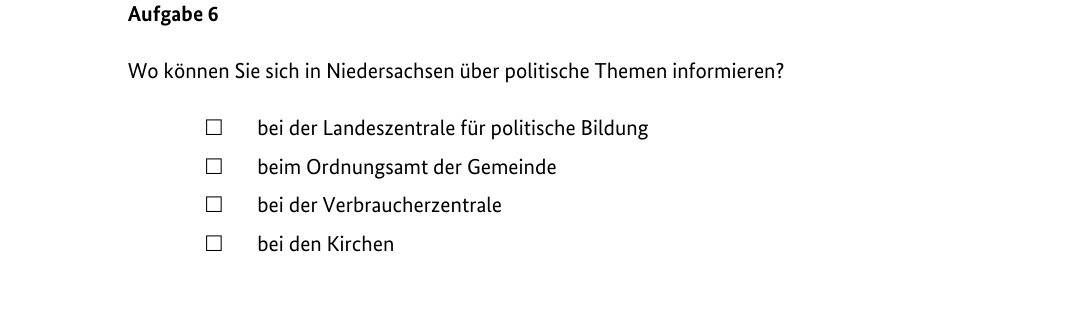 Aufgabe 6
Wo können Sie sich in Niedersachsen über politische Themen informieren?
☐ bei der Landeszentrale für politische Bildung
☐ beim Ordnungsamt der Gemeinde
☐ bei der Verbraucherzentrale
☐ bei den Kirchen